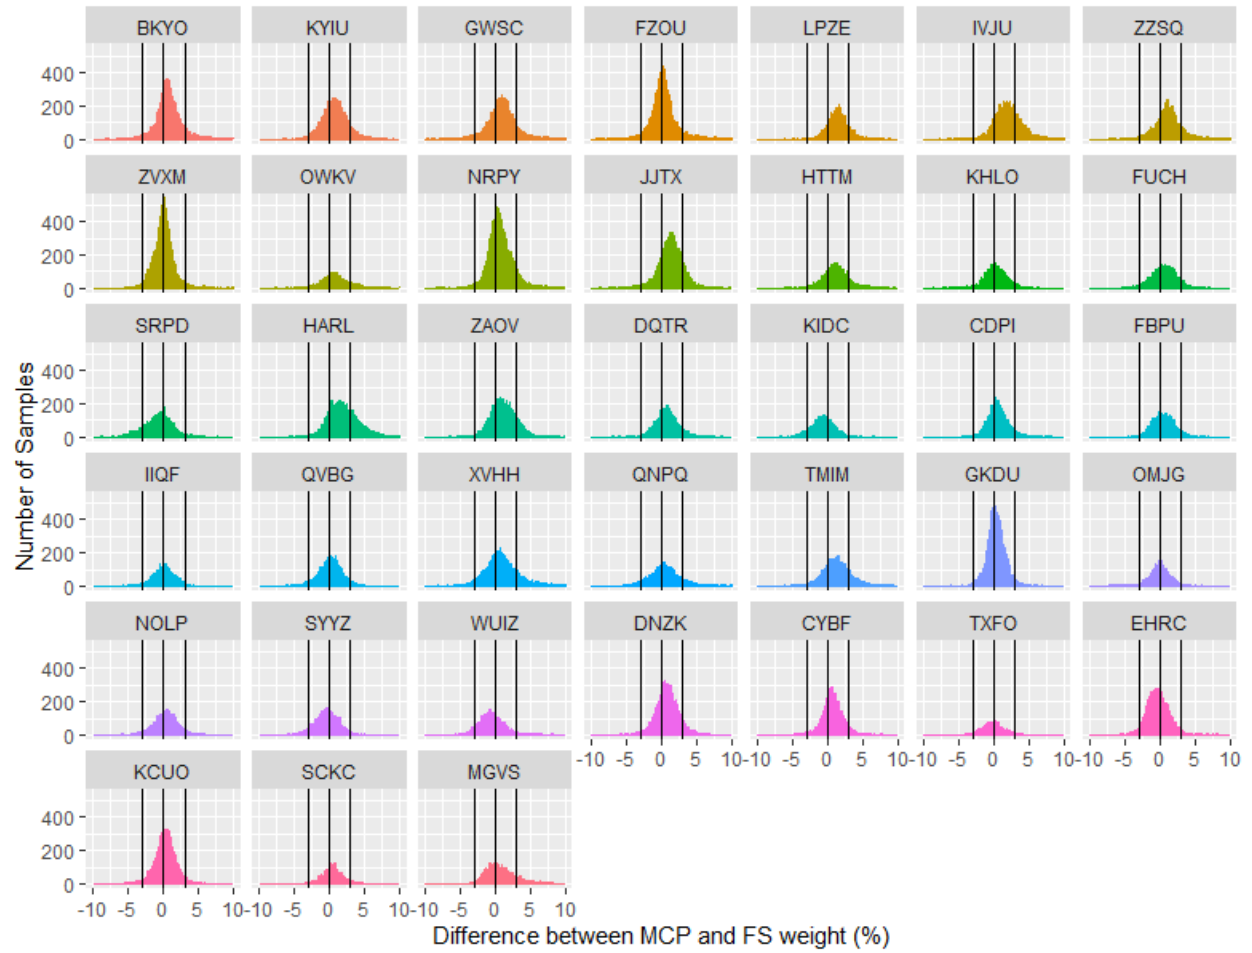 BKYO KYIU GWSC FZOU LPZE IVJU ZZSQ
400
200
0
ZVXM OWKV NRPY JJTX HTTM KHLO FUCH
400
200
0
SRPD HARL ZAOV DQTR KIDC CDPI FBPU
400
200
0
IIQF QVBG XVHH QNPQ TMIM GKDU OMJG
400
200
0
NOLP SYYZ WUIZ DNZK CYBF TXFO EHRC
400
200
0
-10 -5 0 5 10 -10 -5 0 5 10 -10 -5 0 5 10 -10 -5 0 5 10
KCUO SCKC MGVS
400
200
0
-10 -5 0 5 10 -10 -5 0 5 10 -10 -5 0 5 10
Number of Samples
Difference between MCP and FS weight (%)